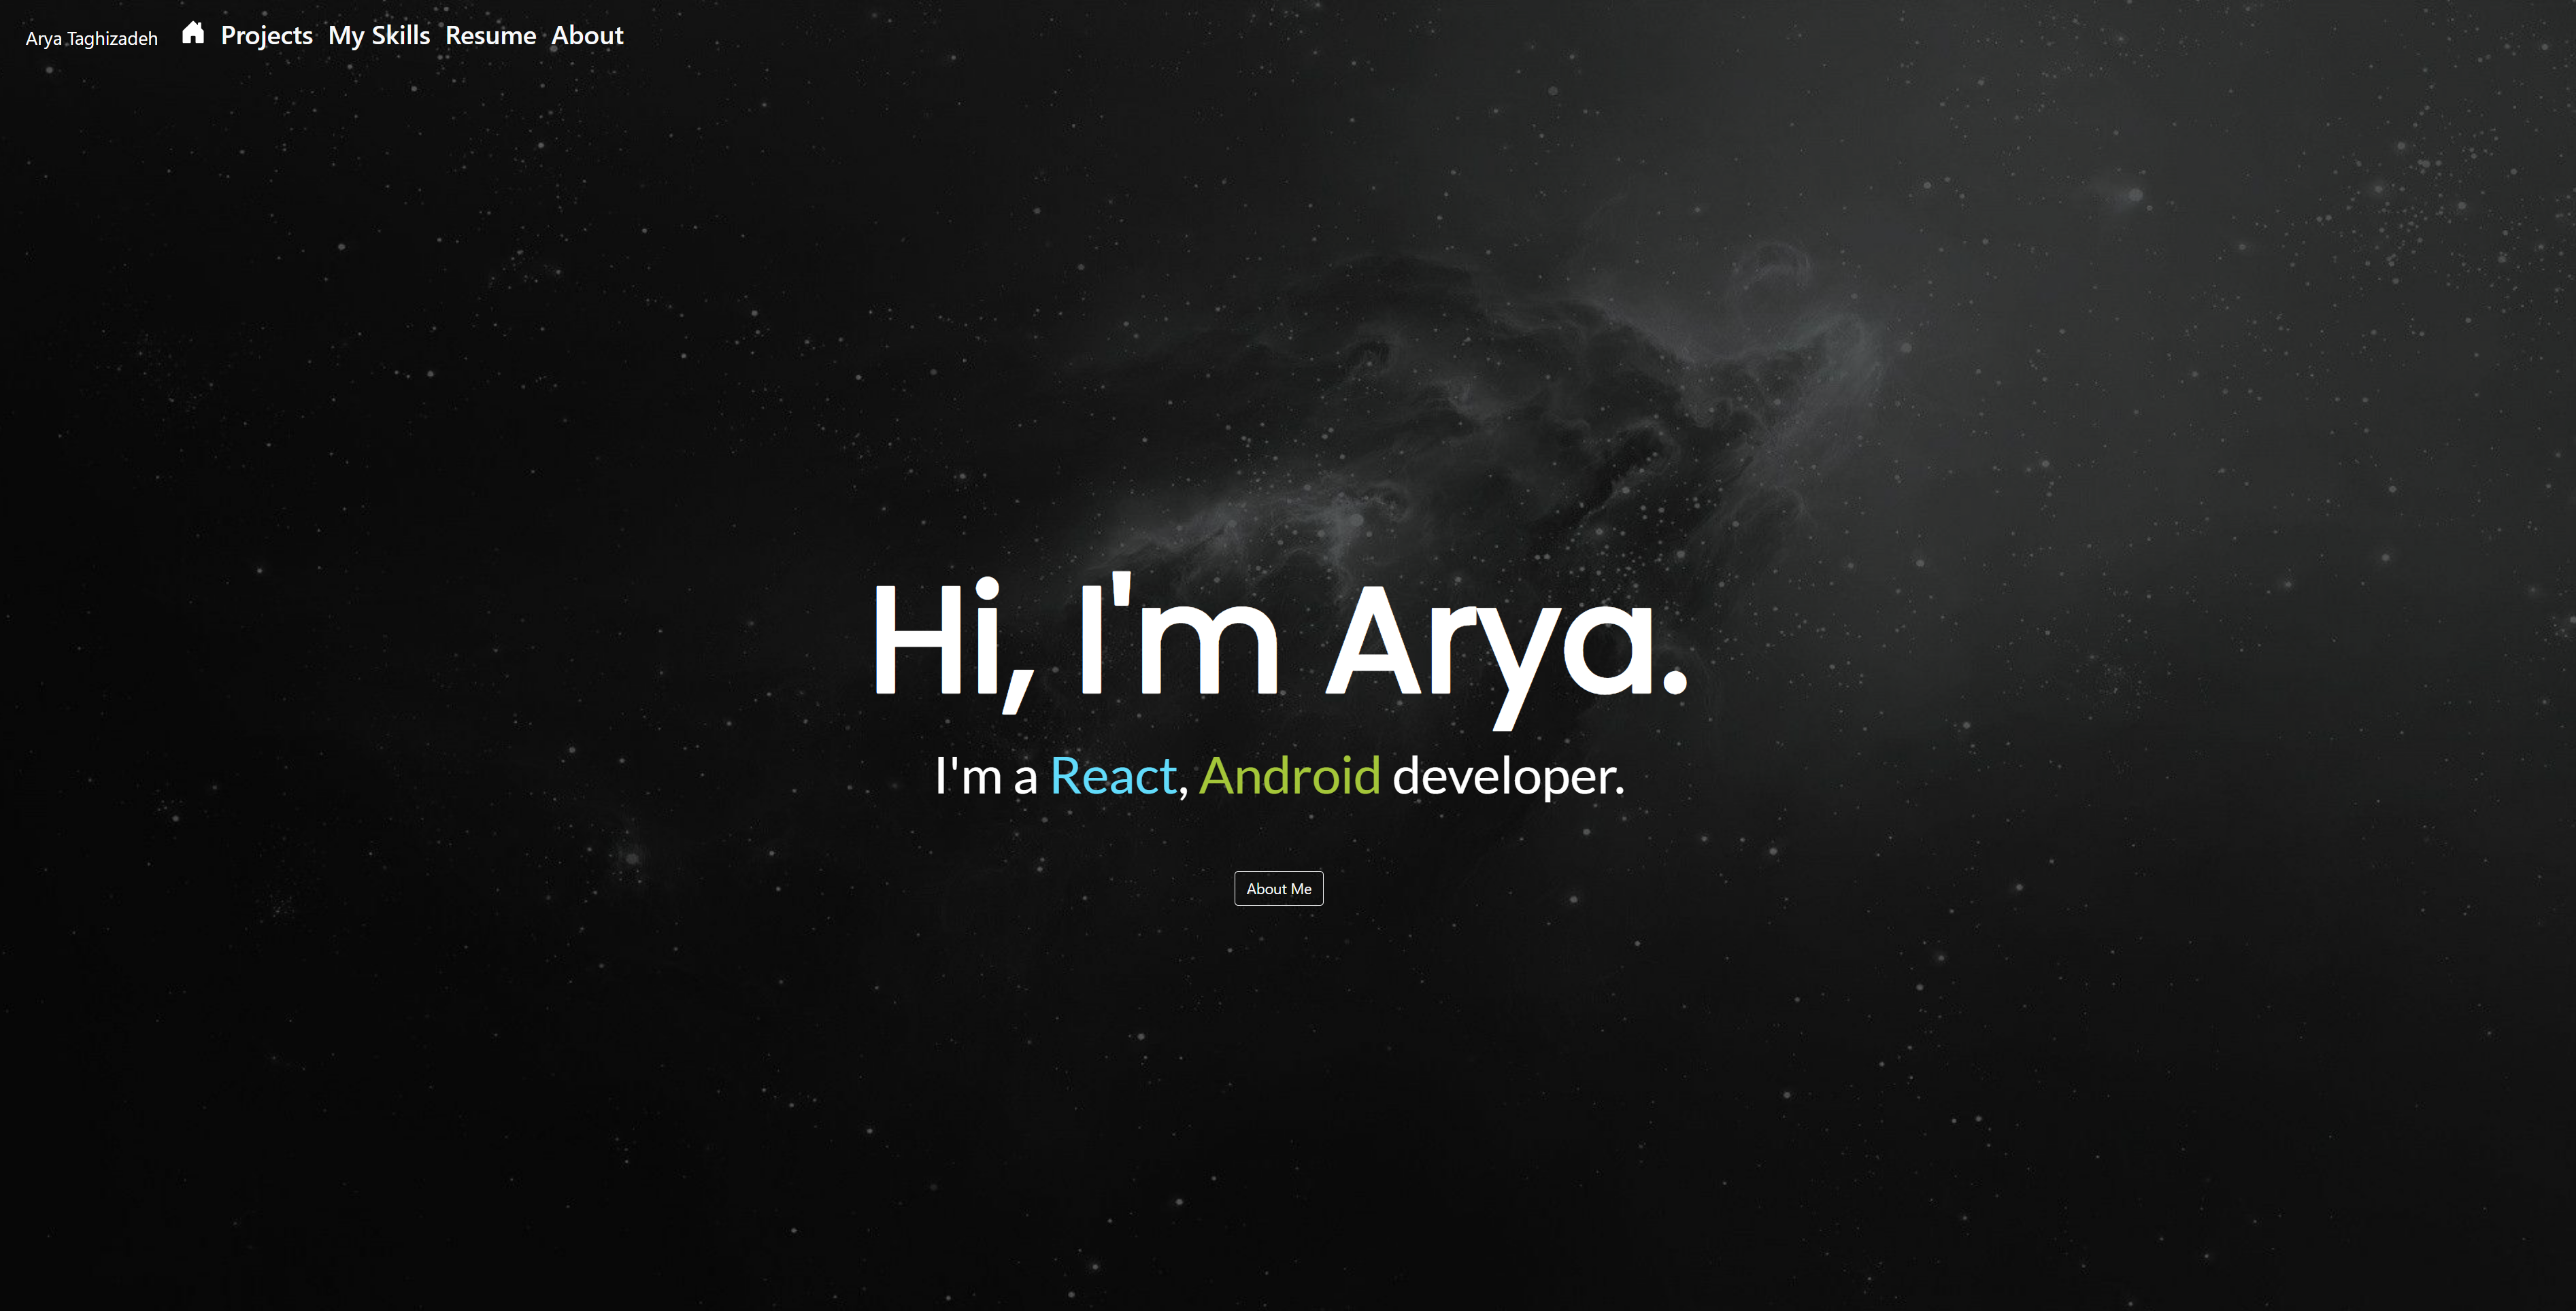 Arya Taghizadeh Projects My Skills Resume About
Hi, I'm Arya.
I'm a React, Android developer.
About Me